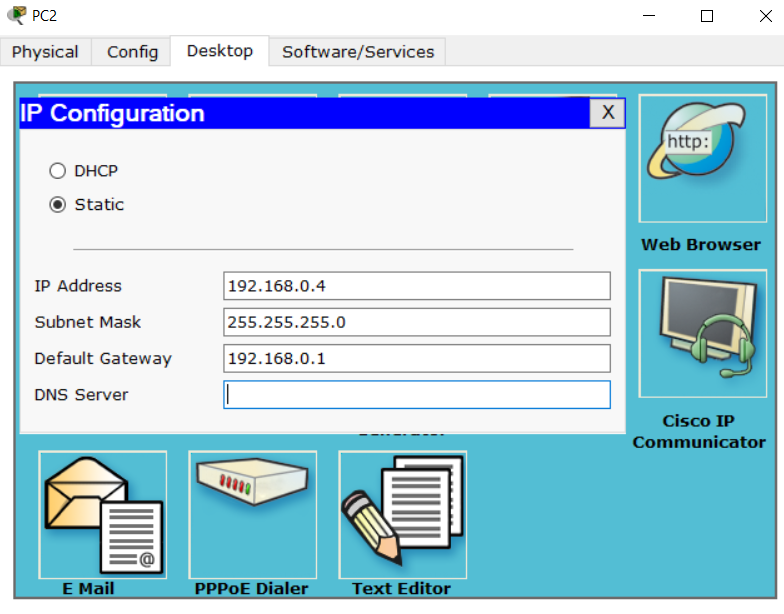 PC2
Physical Config Desktop Software/Services
IP Configuration X
http:
DHCP
Static
Web Browser
IP Address 192.168.0.4
Subnet Mask 255.255.255.0
Default Gateway 192.168.0.1
DNS Server
Cisco IP
Communicator
@
E Mail PPPoE Dialer Text Editor